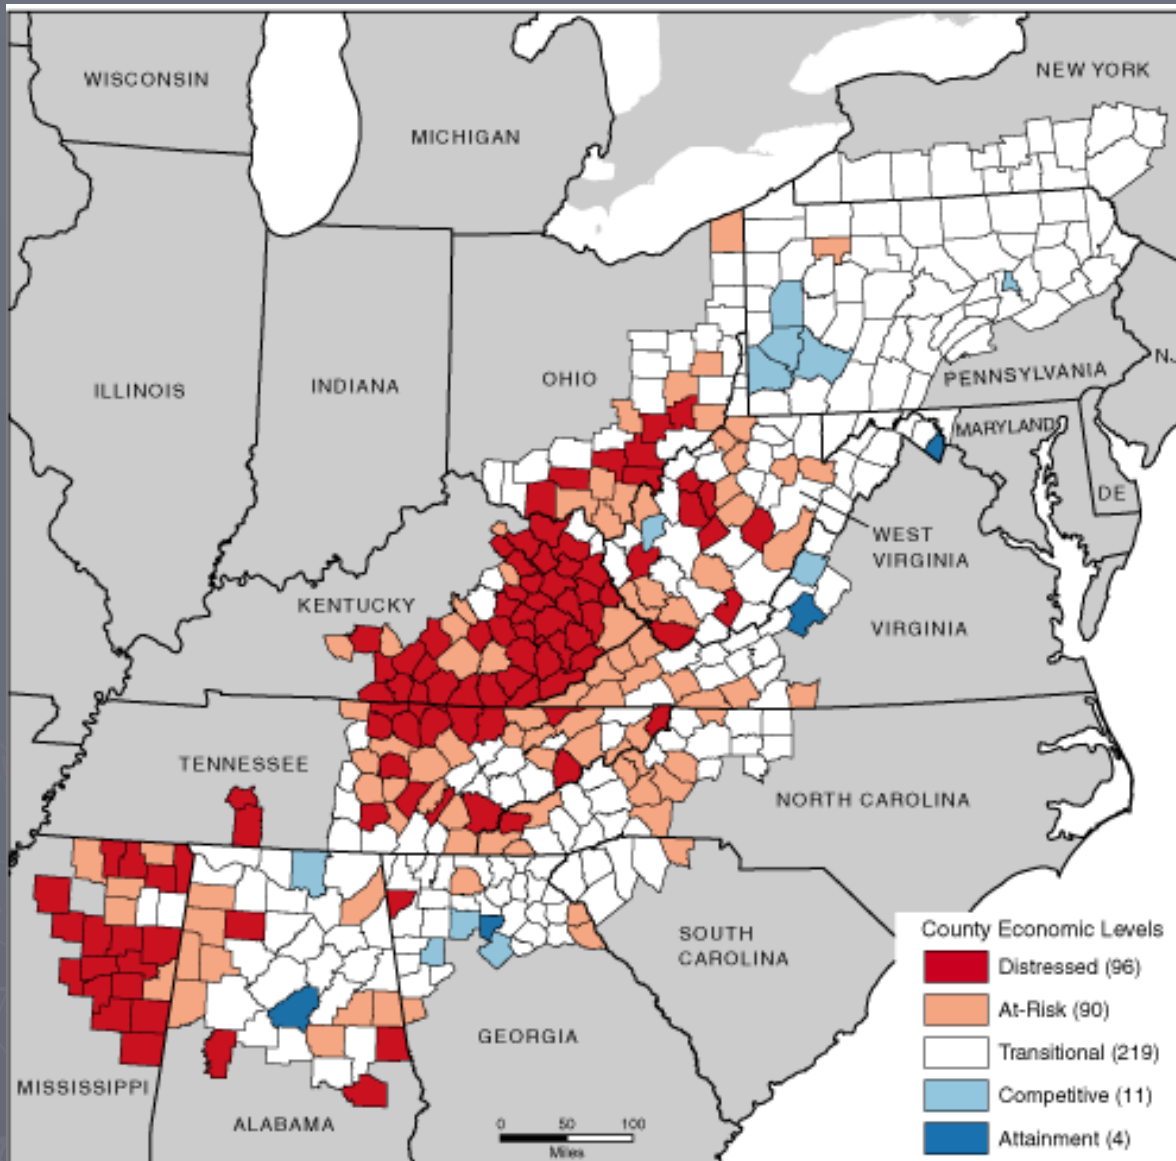 WISCONSIN
NEW YORK
MICHIGAN
ILLINOIS
INDIANA
OHIO
PENNSYLVANIA
N.J.
MARYLAND
DE
WEST
VIRGINIA
KENTUCKY
VIRGINIA
TENNESSEE
NORTH CAROLINA
SOUTH
CAROLINA
GEORGIA
MISSISSIPPI
ALABAMA
0 50 100
Miles
County Economic Levels
Distressed (96)
At-Risk (90)
Transitional (219)
Competitive (11)
Attainment (4)